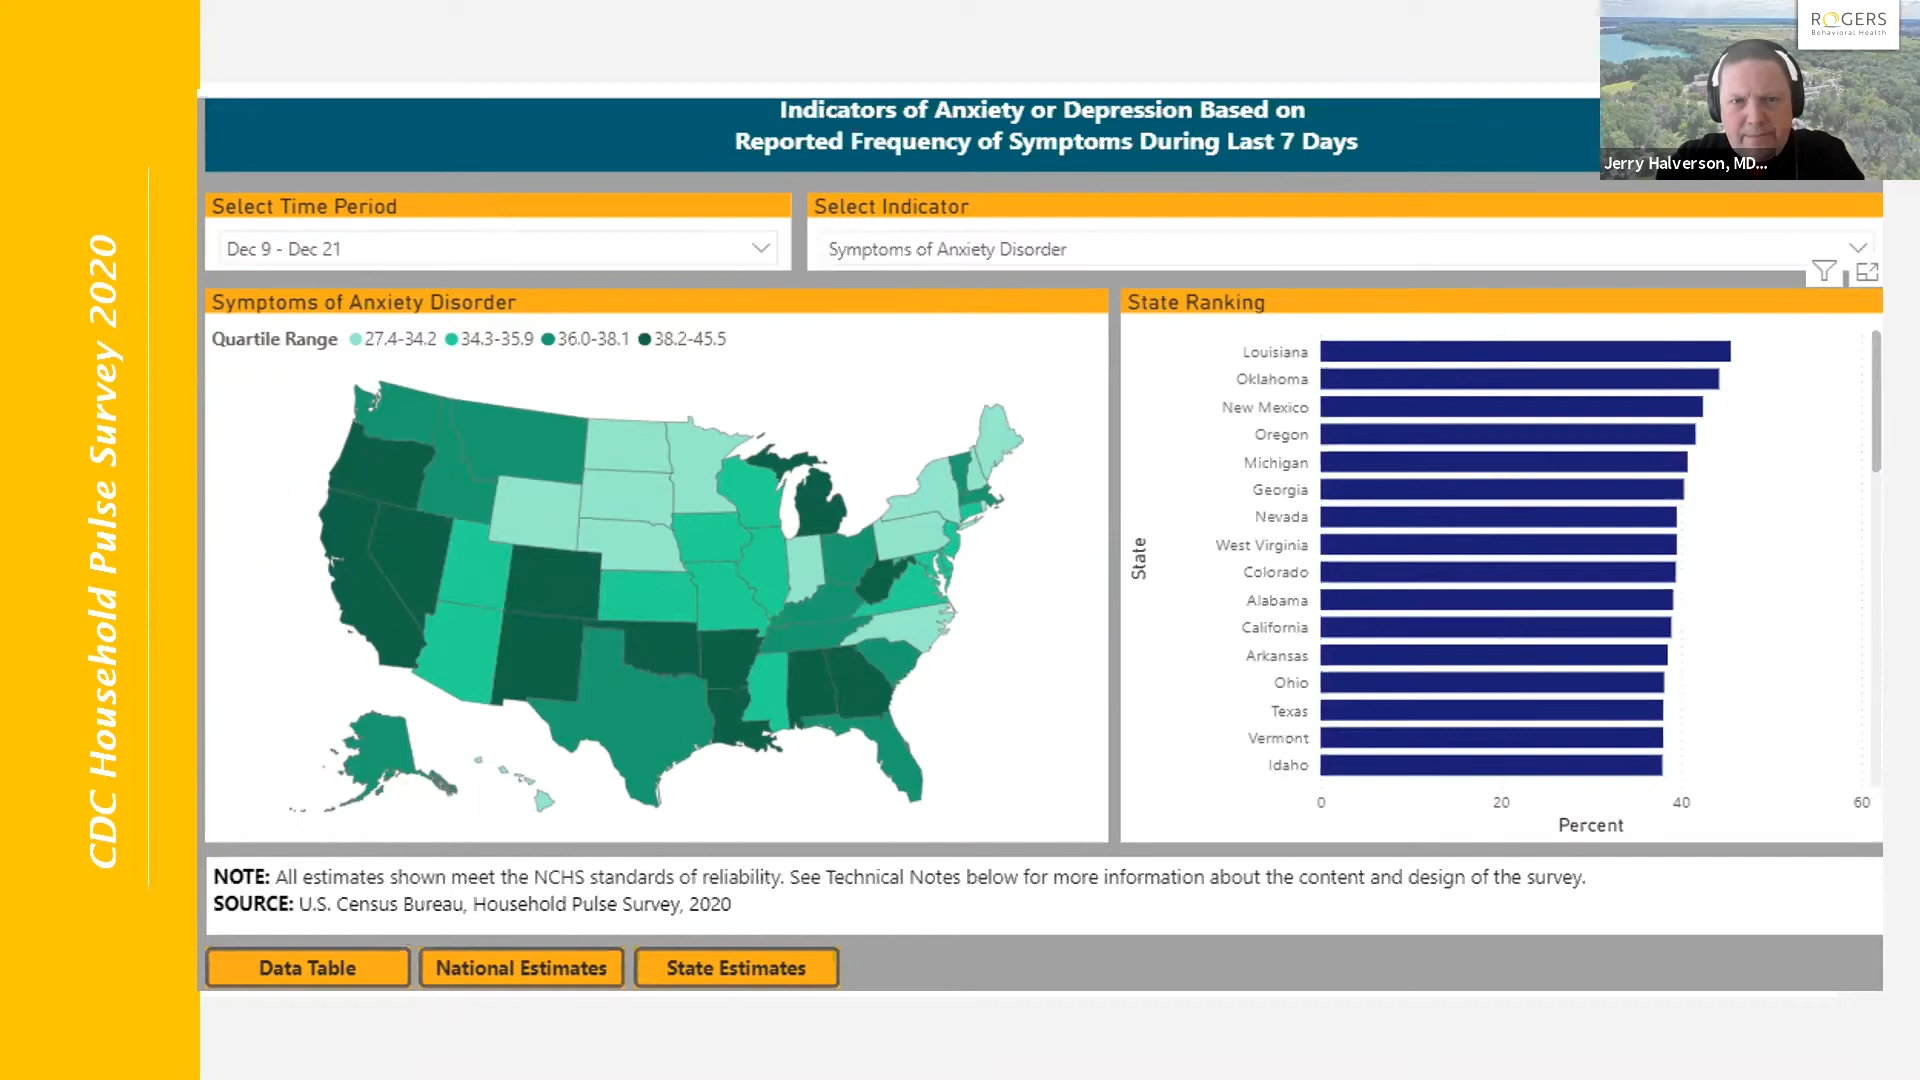 CDC Household Pulse Survey 2020
Indicators of Anxiety or Depression Based on
Reported Frequency of Symptoms During Last 7 Days
ROGERS
Behavioral Health
Jerry Halverson, MD...
Select Time Period
Dec 9 - Dec 21
Select Indicator
Symptoms of Anxiety Disorder
Symptoms of Anxiety Disorder
Quartile Range 27.4-34.2 34.3-35.9 36.0-38.1 38.2-45.5
State Ranking
State
Louisiana
Oklahoma
New Mexico
Oregon
Michigan
Georgia
Nevada
West Virginia
Colorado
Alabama
California
Arkansas
Ohio
Texas
Vermont
Idaho
0 20 40 60
Percent
NOTE: All estimates shown meet the NCHS standards of reliability. See Technical Notes below for more information about the content and design of the survey.
SOURCE: U.S. Census Bureau, Household Pulse Survey, 2020
Data Table
National Estimates
State Estimates